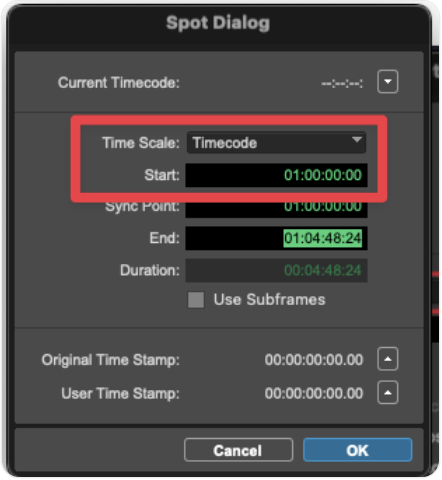 Spot Dialog
Current Timecode: --:--:--:
Time Scale: Timecode
Start: 01:00:00:00
Sync Point: 01:00:00:00
End: 01:04:48:24
Duration: 00:04:48:24
Use Subframes
Original Time Stamp: 00:00:00:00.00
User Time Stamp: 00:00:00:00.00
Cancel OK